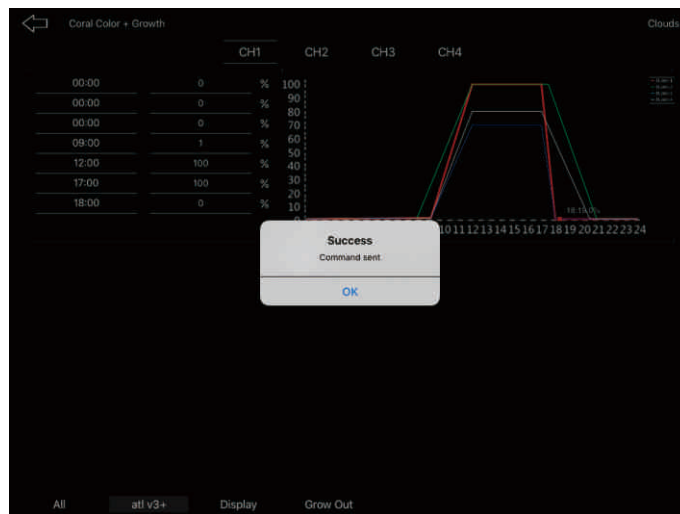 Coral Color + Growth
Clouds
CH1 CH2 CH3 CH4
00:00 0 %
00:00 0 %
00:00 0 %
09:00 1 %
12:00 100 %
17:00 100 %
18:00 0 %
100
90
80
70
60
50
40
30
20
10
0
10 11 12 13 14 15 16 17 18 19 20 21 22 23 24
Success
Command sent.
OK
All atl v3+ Display Grow Out